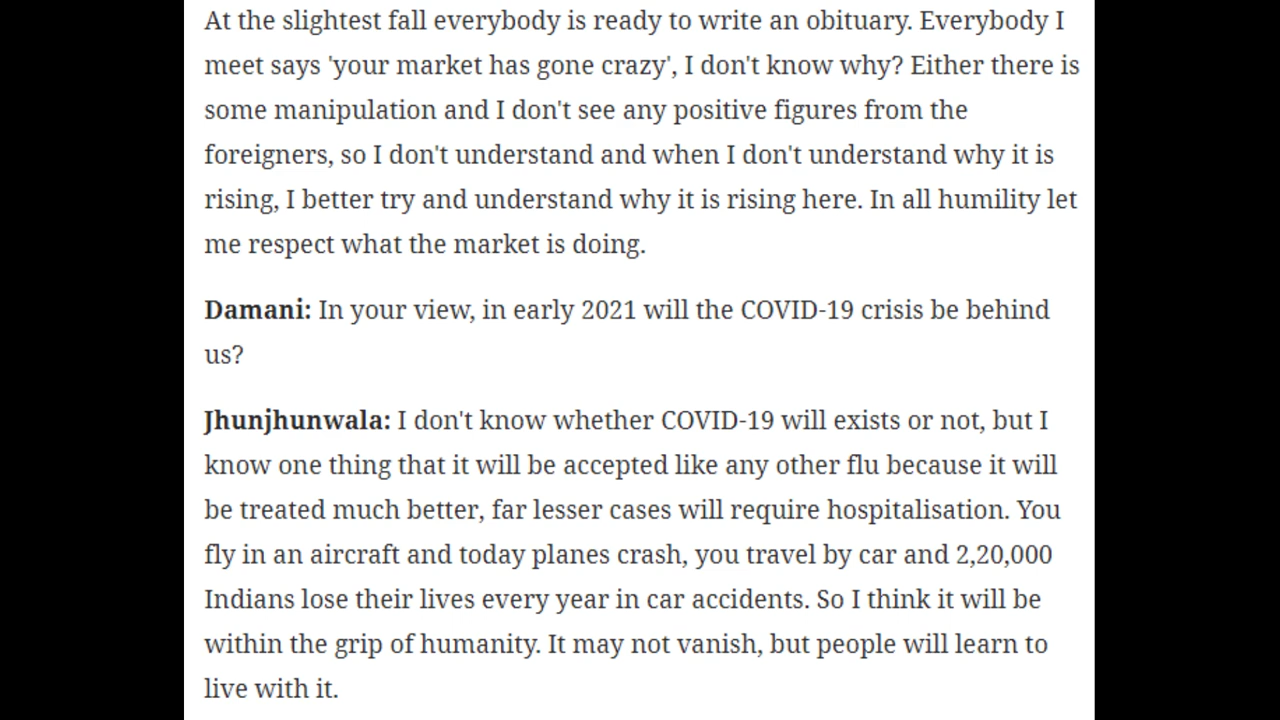 At the slightest fall everybody is ready to write an obituary. Everybody I
meet says 'your market has gone crazy', I don't know why? Either there is
some manipulation and I don't see any positive figures from the
foreigners, so I don't understand and when I don't understand why it is
rising, I better try and understand why it is rising here. In all humility let
me respect what the market is doing.
Damani: In your view, in early 2021 will the COVID-19 crisis be behind
us?
Jhunjhunwala: I don't know whether COVID-19 will exists or not, but I
know one thing that it will be accepted like any other flu because it will
be treated much better, far lesser cases will require hospitalisation. You
fly in an aircraft and today planes crash, you travel by car and 2,20,000
Indians lose their lives every year in car accidents. So I think it will be
within the grip of humanity. It may not vanish, but people will learn to
live with it.